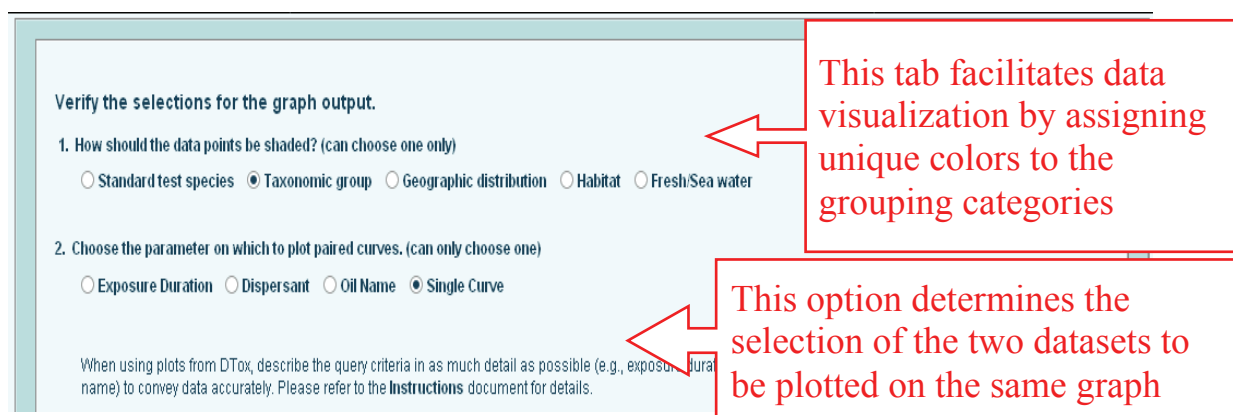 Verify the selections for the graph output.
1. How should the data points be shaded? (can choose one only)
Standard test species Taxonomic group Geographic distribution Habitat Fresh/Sea water
This tab facilitates data
visualization by assigning
unique colors to the
grouping categories
2. Choose the parameter on which to plot paired curves. (can only choose one)
Exposure Duration Dispersant Oil Name Single Curve
This option determines the
selection of the two datasets to
be plotted on the same graph
When using plots from DTox, describe the query criteria in as much detail as possible (e.g., exposure durat
name) to convey data accurately. Please refer to the Instructions document for details.